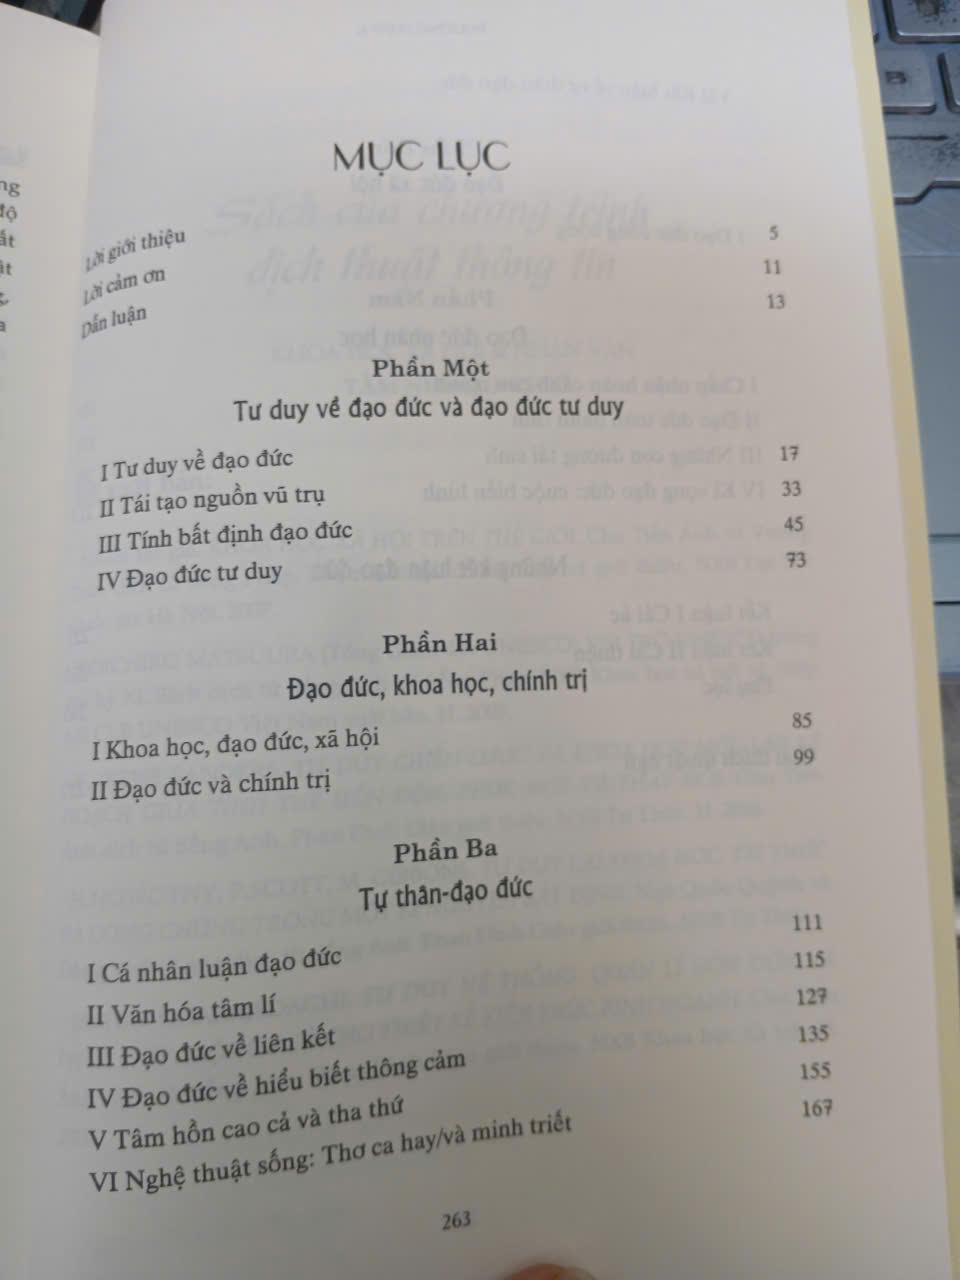 MỤC LỤC
Lời giới thiệu 5
Lời cảm ơn 11
Dẫn luận 13
Phần Một
Tư duy về đạo đức và đạo đức tư duy
I Tư duy về đạo đức 17
II Tái tạo nguồn vũ trụ 33
III Tính bất định đạo đức 45
IV Đạo đức tư duy 73
Phần Hai
Đạo đức, khoa học, chính trị
I Khoa học, đạo đức, xã hội 85
II Đạo đức và chính trị 99
Phần Ba
Tự thân-đạo đức
I Cá nhân luận đạo đức 111
II Văn hóa tâm lí 115
III Đạo đức về liên kết 127
IV Đạo đức về hiểu biết thông cảm 135
V Tâm hồn cao cả và tha thứ 155
VI Nghệ thuật sống: Thơ ca hay/và minh triết 167
263